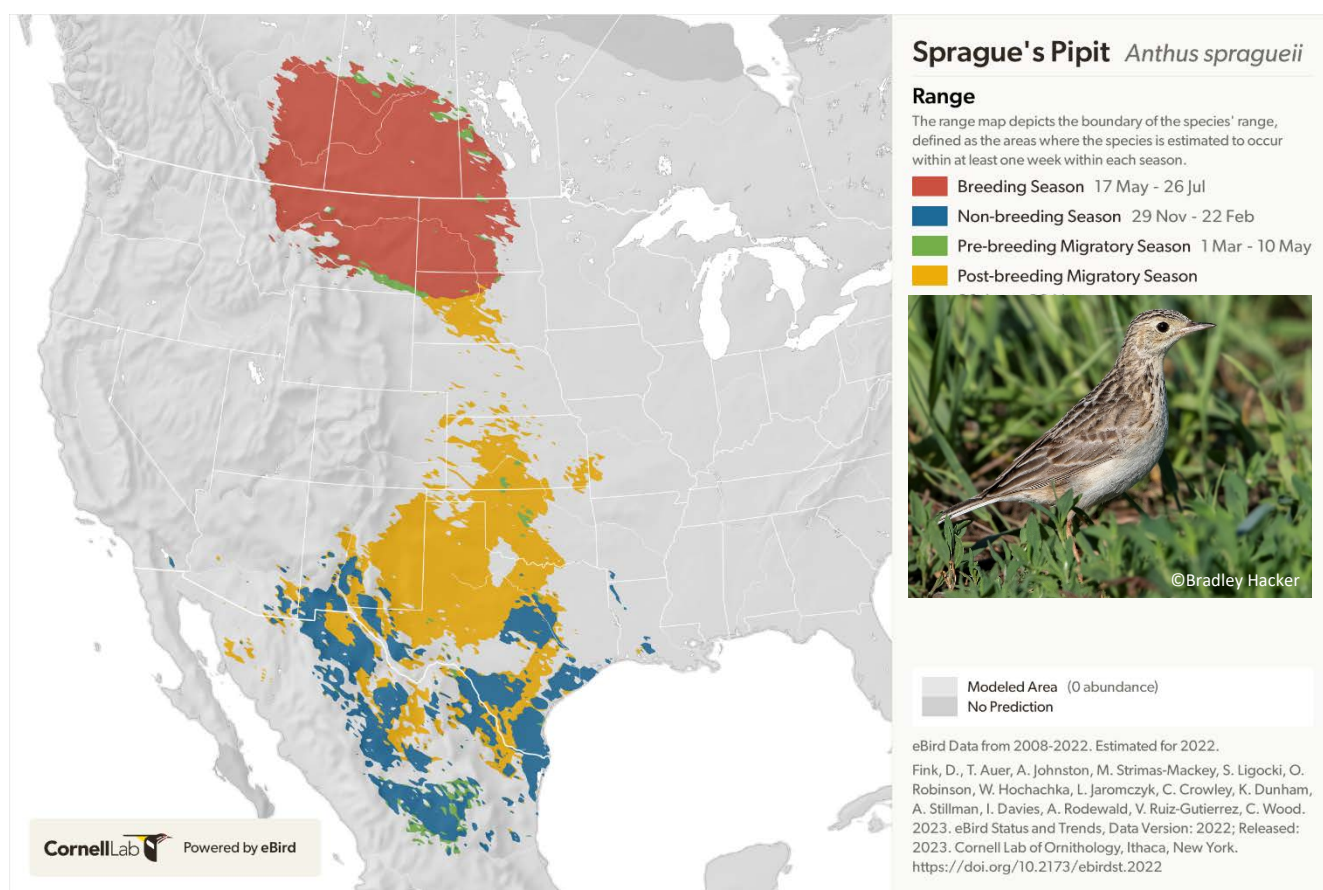 Sprague's Pipit Anthus spragueii
Range
The range map depicts the boundary of the species' range,
defined as the areas where the species is estimated to occur
within at least one week within each season.
Breeding Season 17 May - 26 Jul
Non-breeding Season 29 Nov - 22 Feb
Pre-breeding Migratory Season 1 Mar - 10 May
Post-breeding Migratory Season
©Bradley Hacker
Modeled Area (0 abundance)
No Prediction
eBird Data from 2008-2022. Estimated for 2022.
Fink, D., T. Auer, A. Johnston, M. Strimas-Mackey, S. Ligocki, O.
Robinson, W. Hochachka, L. Jaromczyk, C. Crowley, K. Dunham,
A. Stillman, I. Davies, A. Rodewald, V. Ruiz-Gutierrez, C. Wood.
2023. eBird Status and Trends, Data Version: 2022; Released:
2023. Cornell Lab of Ornithology, Ithaca, New York.
https://doi.org/10.2173/ebirdst.2022
CornellLab Powered by eBird